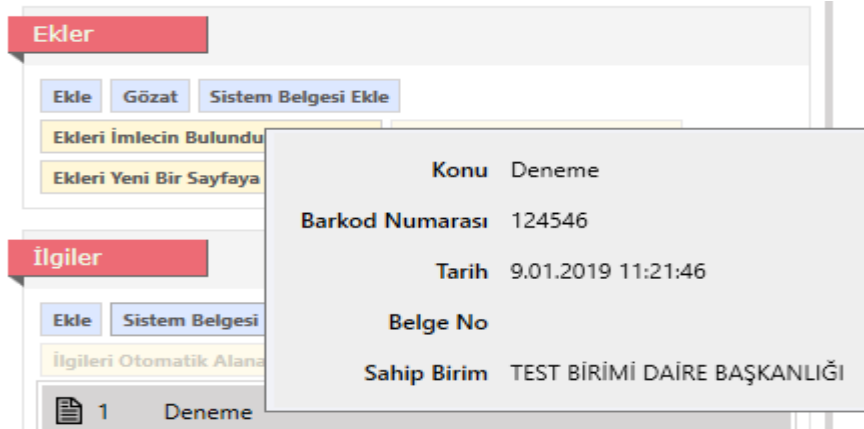 Ekler
Ekle Gözat Sistem Belgesi Ekle
Ekleri İmlecin Bulundu
Ekleri Yeni Bir Sayfaya
Konu Deneme
Barkod Numarası 124546
Tarih 9.01.2019 11:21:46
Belge No
Sahip Birim TEST BİRİMİ DAİRE BAŞKANLIĞI
İlgiler
Ekle Sistem Belgesi
İlgileri Otomatik Alana
1 Deneme